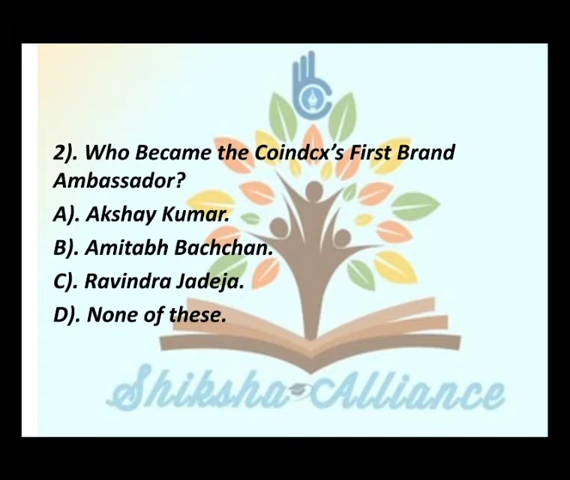 2). Who Became the Coindcx’s First Brand
Ambassador?
A). Akshay Kumar.
B). Amitabh Bachchan.
C). Ravindra Jadeja.
D). None of these.
Shiksha Alliance